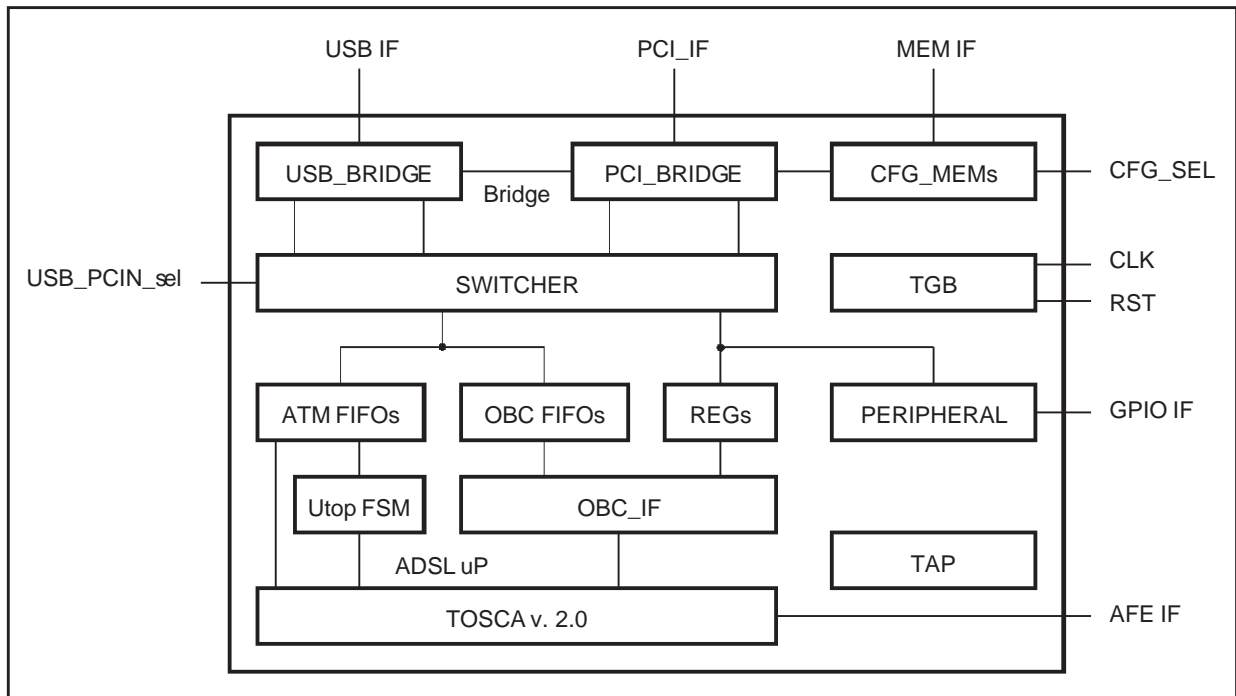 USB IF
PCI_IF
MEM IF
USB_BRIDGE
PCI_BRIDGE
CFG_MEMs
CFG_SEL
Bridge
USB_PCIN_sel
SWITCHER
TGB
CLK
RST
ATM FIFOs
OBC FIFOs
REGs
PERIPHERAL
GPIO IF
Utop FSM
OBC_IF
ADSL uP
TAP
TOSCA v. 2.0
AFE IF